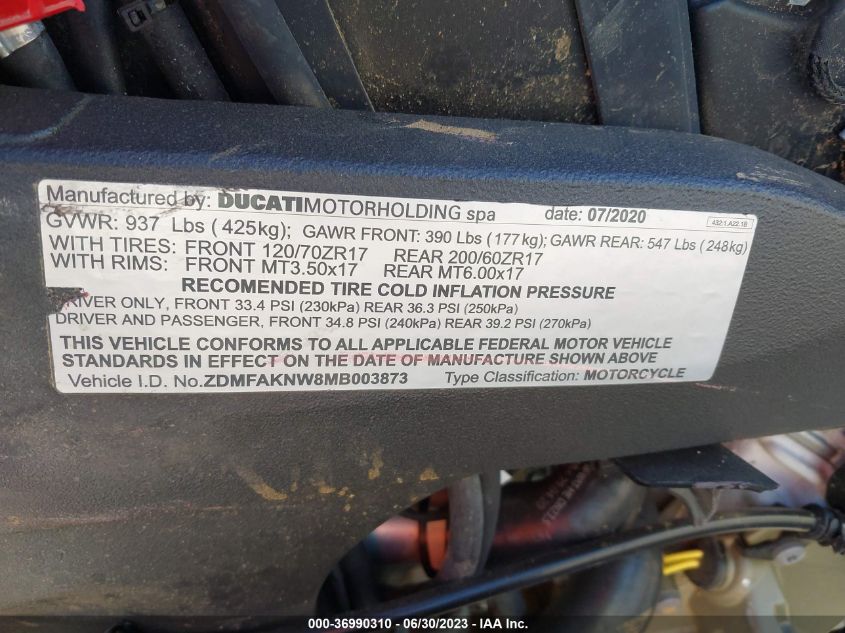 Manufactured by: DUCATIMOTORHOLDING spa date: 07/2020 432.1.A22.1B
GVWR: 937 Lbs (425kg); GAWR FRONT: 390 Lbs (177kg); GAWR REAR: 547 Lbs (248kg)
WITH TIRES: FRONT 120/70ZR17 REAR 200/60ZR17
WITH RIMS: FRONT MT3.50x17 REAR MT6.00x17
RECOMENDED TIRE COLD INFLATION PRESSURE
RIVER ONLY, FRONT 33.4 PSI (230kPa) REAR 36.3 PSI (250kPa)
DRIVER AND PASSENGER, FRONT 34.8 PSI (240kPa) REAR 39.2 PSI (270kPa)
THIS VEHICLE CONFORMS TO ALL APPLICABLE FEDERAL MOTOR VEHICLE
STANDARDS IN EFFECT ON THE DATE OF MANUFACTURE SHOWN ABOVE
Vehicle I.D. No.ZDMFAKNW8MB003873 Type Classification: MOTORCYCLE
000-36990310 - 06/30/2023 - IAA Inc.